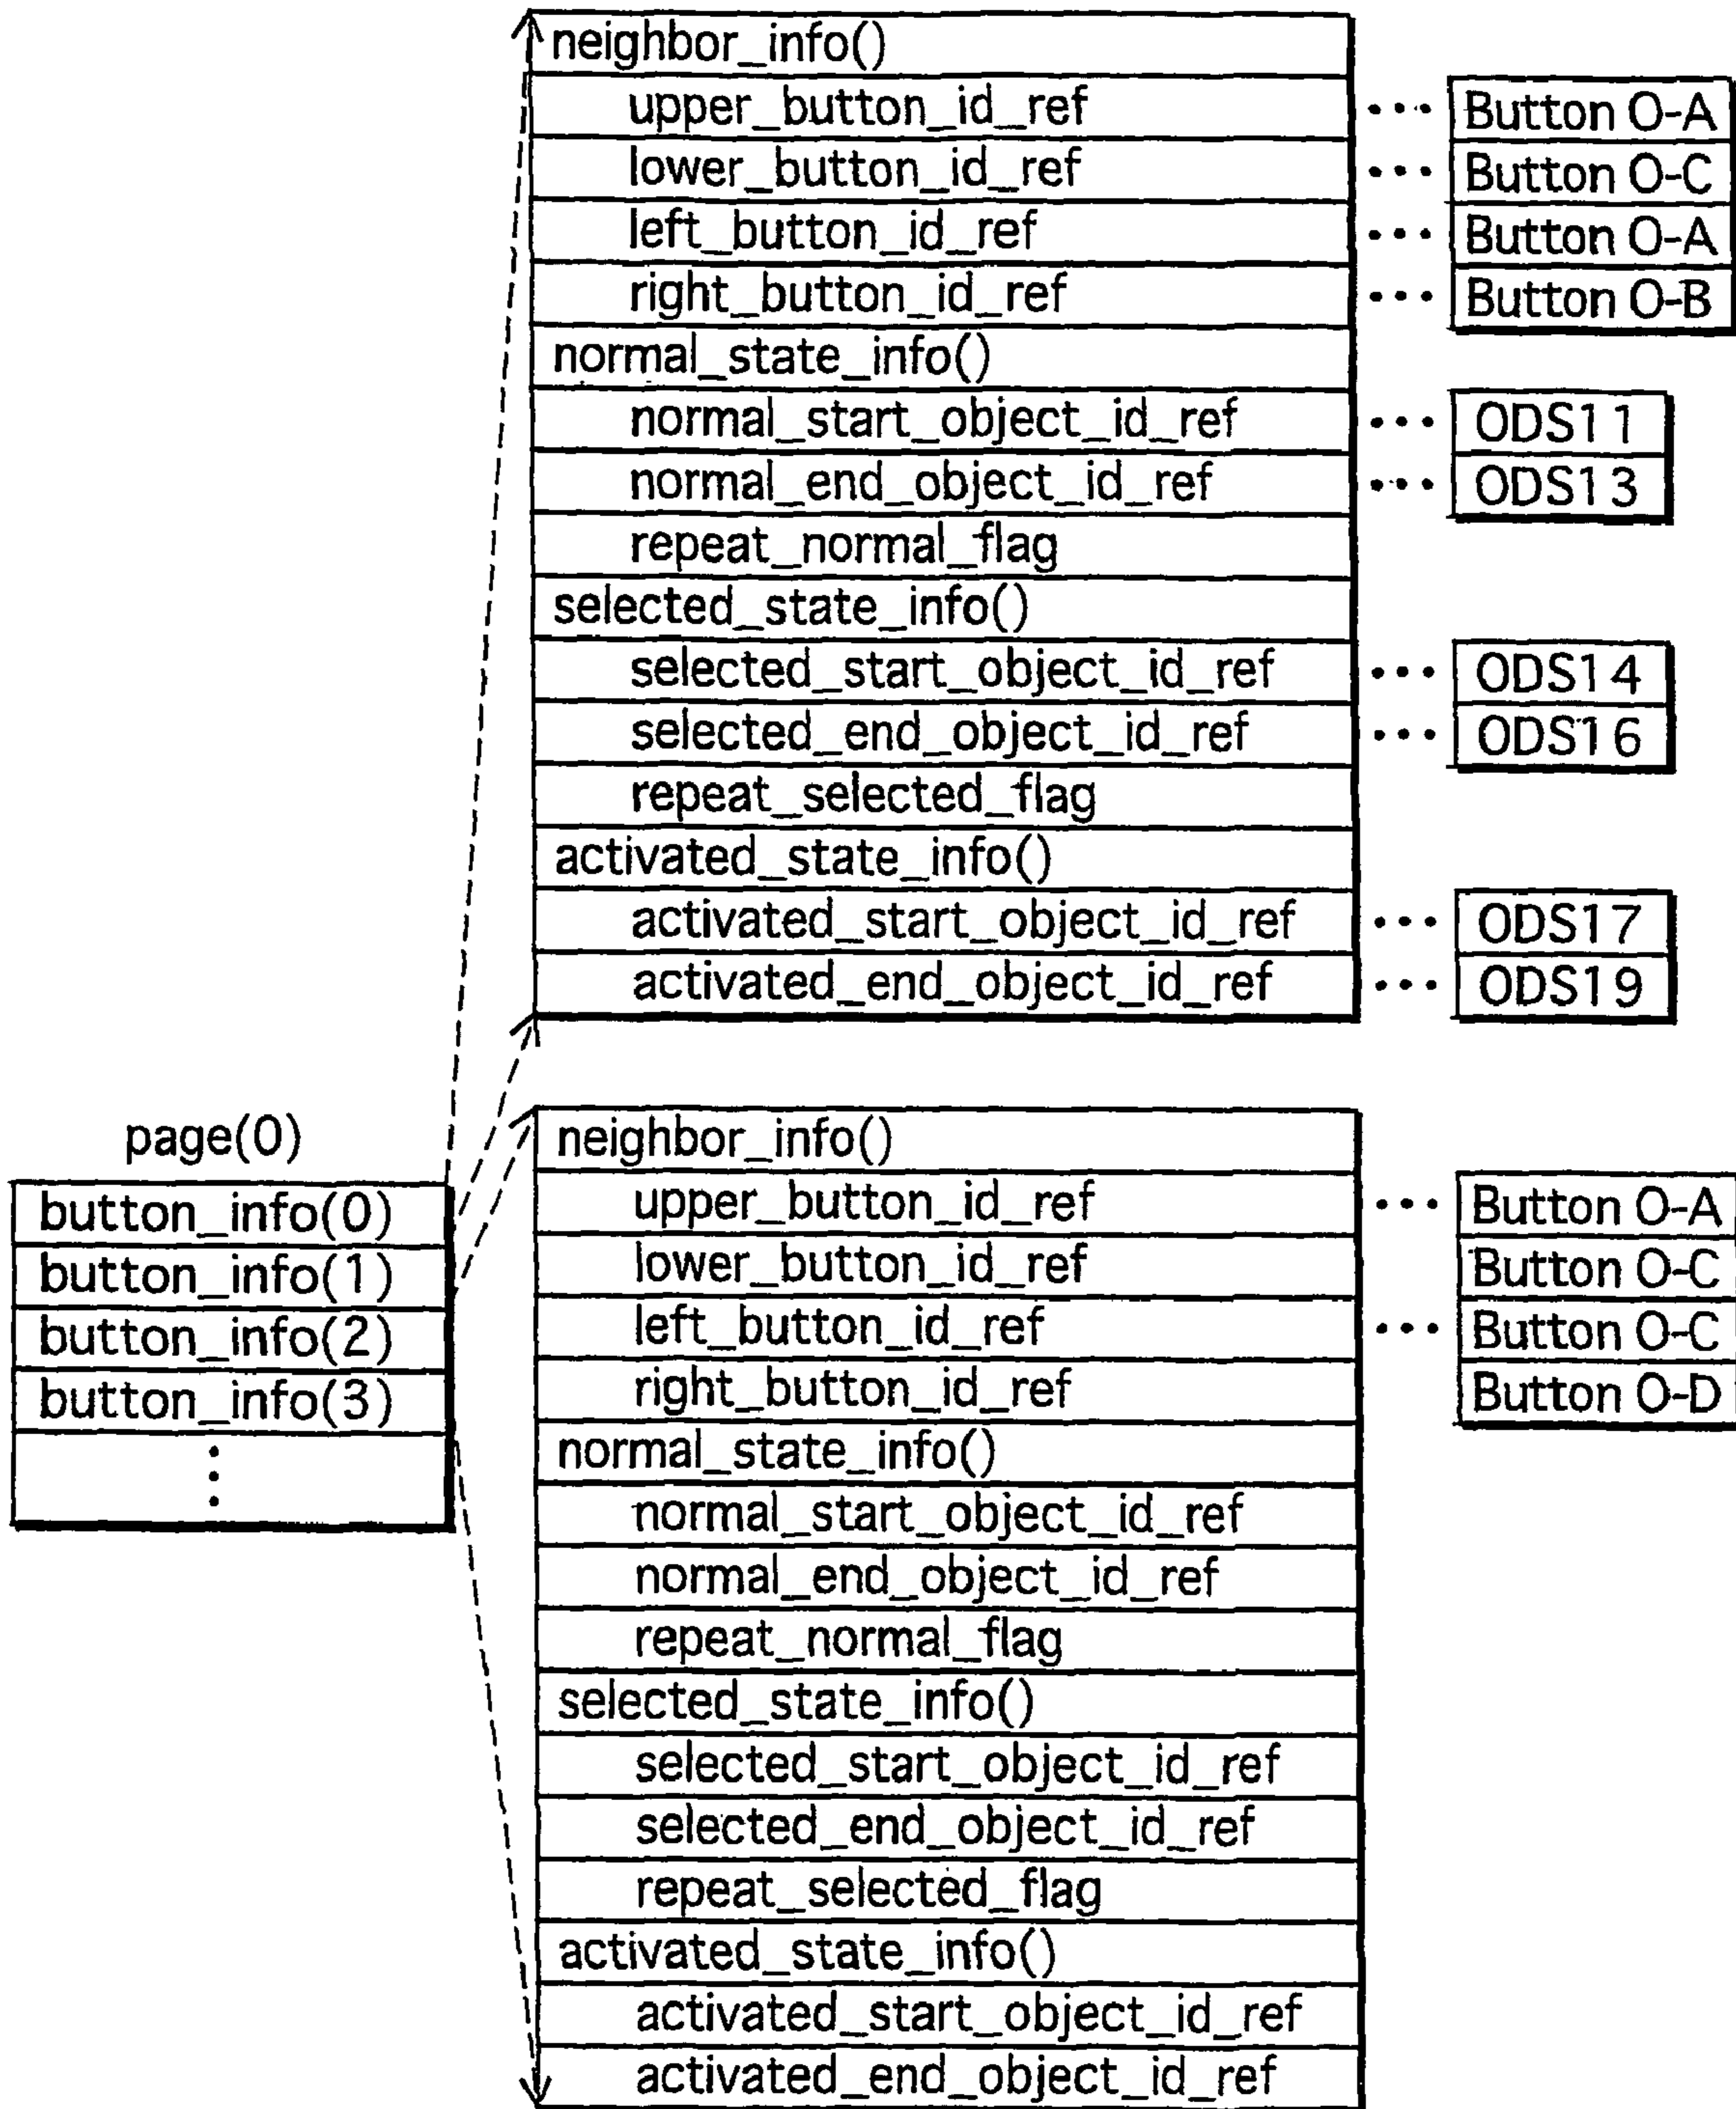 neighbor_info()
upper_button_id_ref ... Button O-A
lower_button_id_ref ... Button O-C
left_button_id_ref ... Button O-A
right_button_id_ref ... Button O-B
normal_state_info()
normal_start_object_id_ref ... ODS11
normal_end_object_id_ref ... ODS13
repeat_normal_flag
selected_state_info()
selected_start_object_id_ref ... ODS14
selected_end_object_id_ref ... ODS16
repeat_selected_flag
activated_state_info()
activated_start_object_id_ref ... ODS17
activated_end_object_id_ref ... ODS19
page(0)
button_info(0)
button_info(1)
button_info(2)
button_info(3)
neighbor_info()
upper_button_id_ref ... Button O-A
lower_button_id_ref Button O-C
left_button_id_ref ... Button O-C
right_button_id_ref Button O-D
normal_state_info()
normal_start_object_id_ref
normal_end_object_id_ref
repeat_normal_flag
selected_state_info()
selected_start_object_id_ref
selected_end_object_id_ref
repeat_selected_flag
activated_state_info()
activated_start_object_id_ref
activated_end_object_id_ref